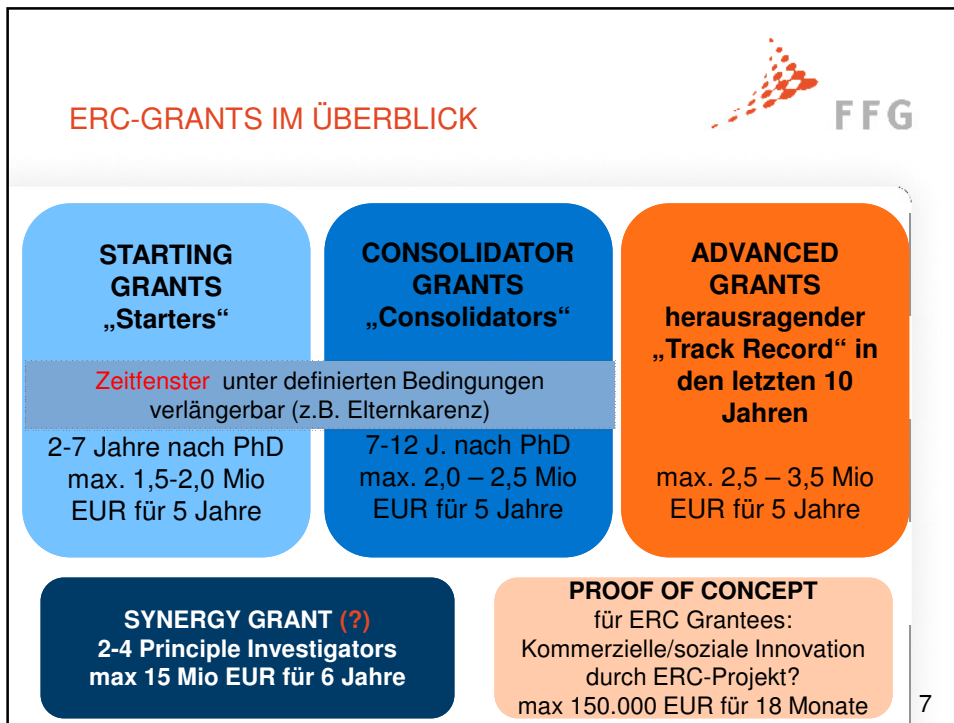 ERC-GRANTS IM ÜBERBLICK
FFG
STARTING
GRANTS
„Starters“
CONSOLIDATOR
GRANTS
„Consolidators“
ADVANCED
GRANTS
herausragender
„Track Record“ in
den letzten 10
Jahren
Zeitfenster unter definierten Bedingungen
verlängerbar (z.B. Elternkarenz)
2-7 Jahre nach PhD
max. 1,5-2,0 Mio
EUR für 5 Jahre
7-12 J. nach PhD
max. 2,0 – 2,5 Mio
EUR für 5 Jahre
max. 2,5 – 3,5 Mio
EUR für 5 Jahre
SYNERGY GRANT (?)
2-4 Principle Investigators
max 15 Mio EUR für 6 Jahre
PROOF OF CONCEPT
für ERC Grantees:
Kommerzielle/soziale Innovation
durch ERC-Projekt?
max 150.000 EUR für 18 Monate
7